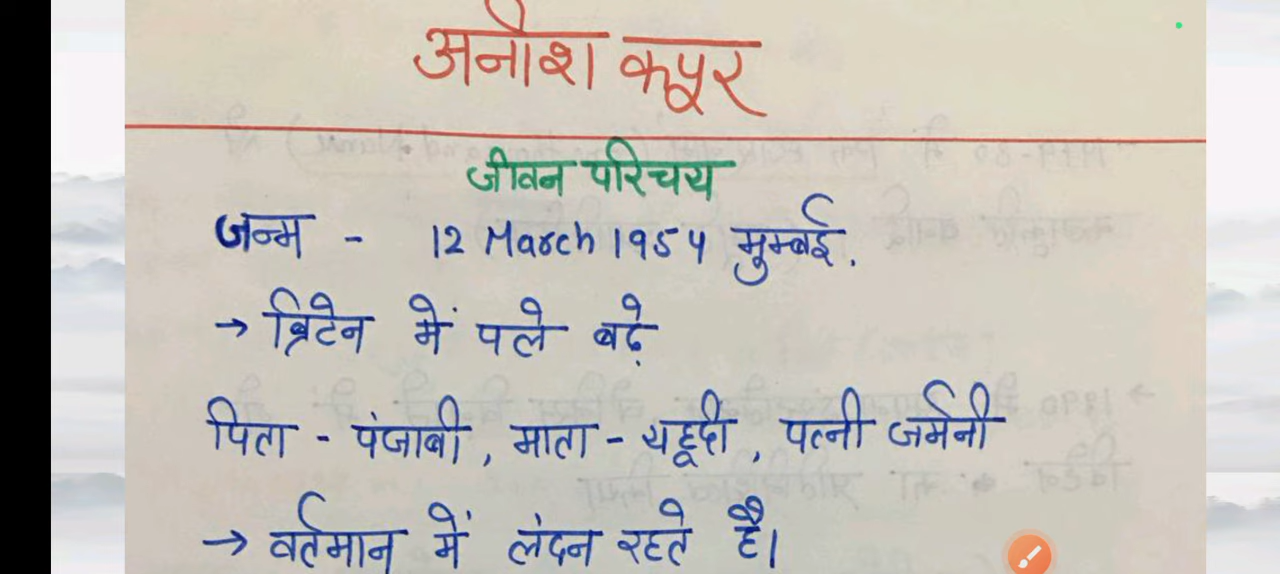 अनीश कपूर
जीवन परिचय
जन्म - 12 March 1954 मुम्बई.
→ ब्रिटेन में पले बढ़े
पिता - पंजाबी, माता - यहूदी, पत्नी जर्मनी
→ वर्तमान में लंदन रहते है।